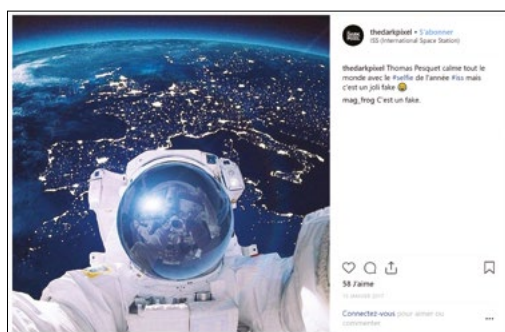 thedarkpixel • S'abonner
ISS (International Space Station)
thedarkpixel Thomas Pesquet calme tout le
monde avec le #selfie de l'année #iss mais
c'est un joli fake 😂
mag_frog C'est un fake.
58 J'aime
Connectez-vous pour aimer ou
commenter.